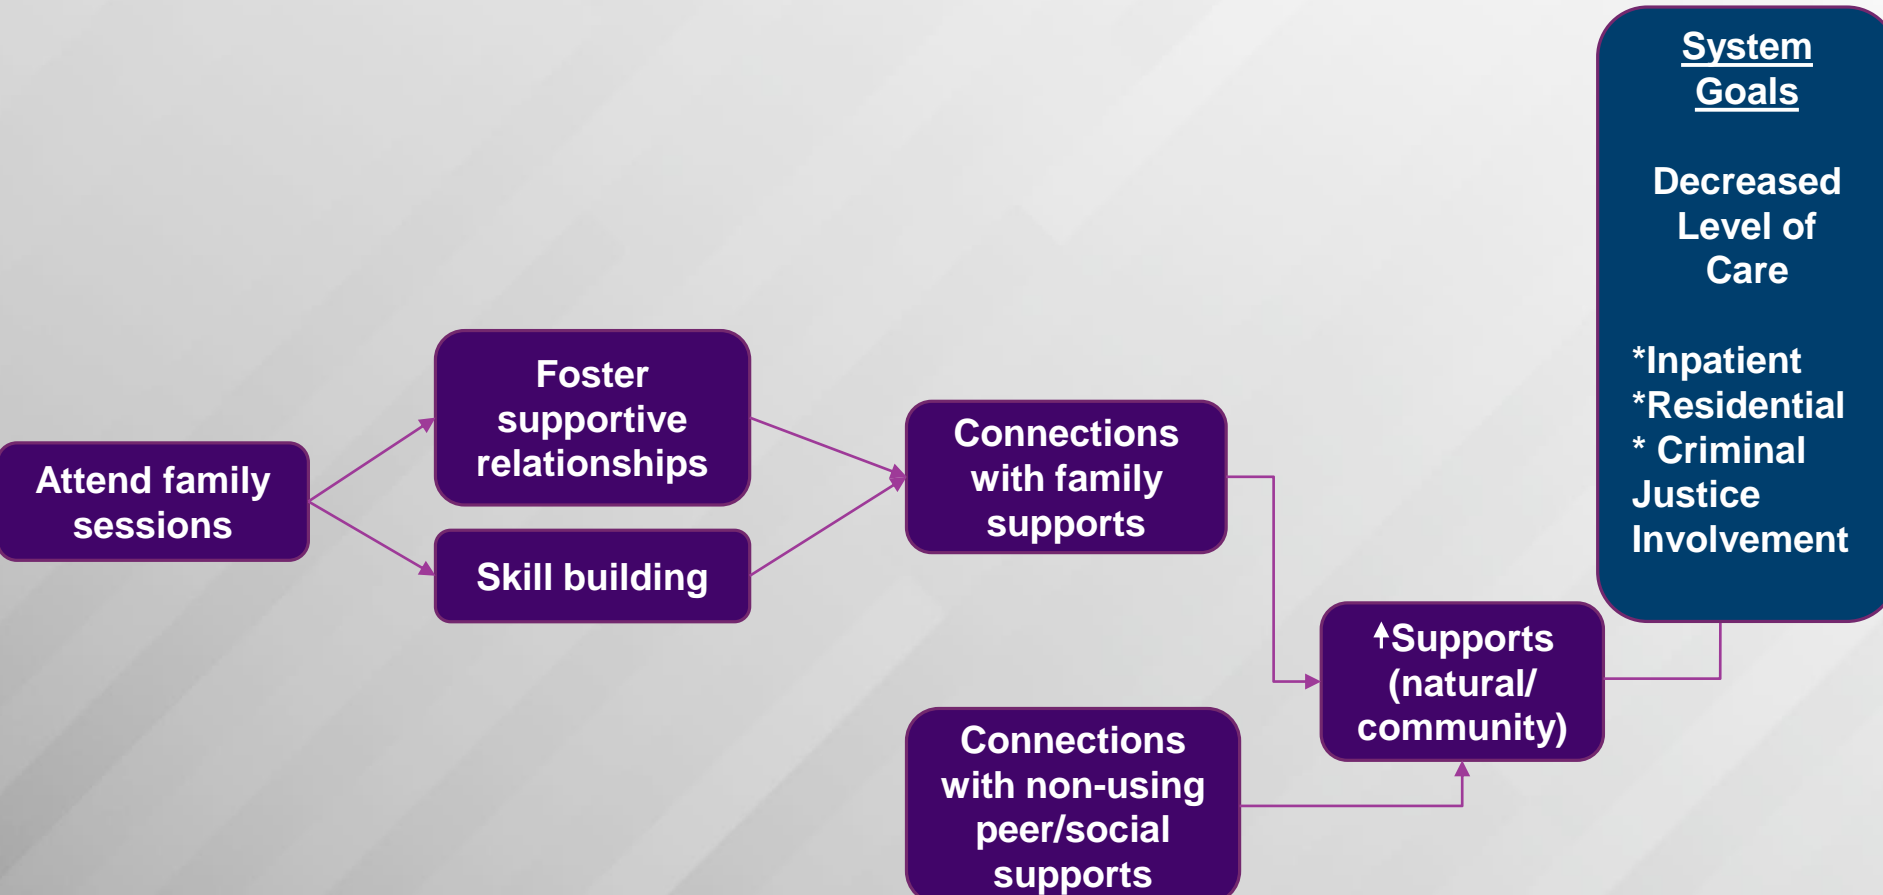 System
Goals
Decreased
Level of
Care
*Inpatient
*Residential
* Criminal
Justice
Involvement
Foster
supportive
relationships
Attend family
sessions
Skill building
Connections
with family
supports
↑Supports
(natural/
community)
Connections
with non-using
peer/social
supports